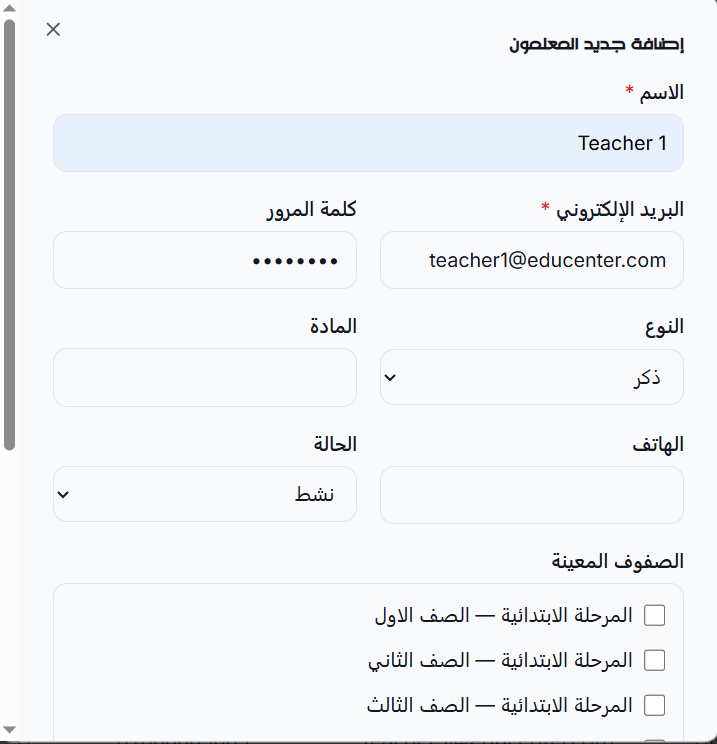 إضافة جديد المعلمون
الاسم *
Teacher 1
البريد الإلكتروني *
كلمة المرور
teacher1@educenter.com
••••••••
النوع
المادة
ذكر
الهاتف
الحالة
نشط
الصفوف المعينة
المرحلة الابتدائية — الصف الاول
المرحلة الابتدائية — الصف الثاني
المرحلة الابتدائية — الصف الثالث